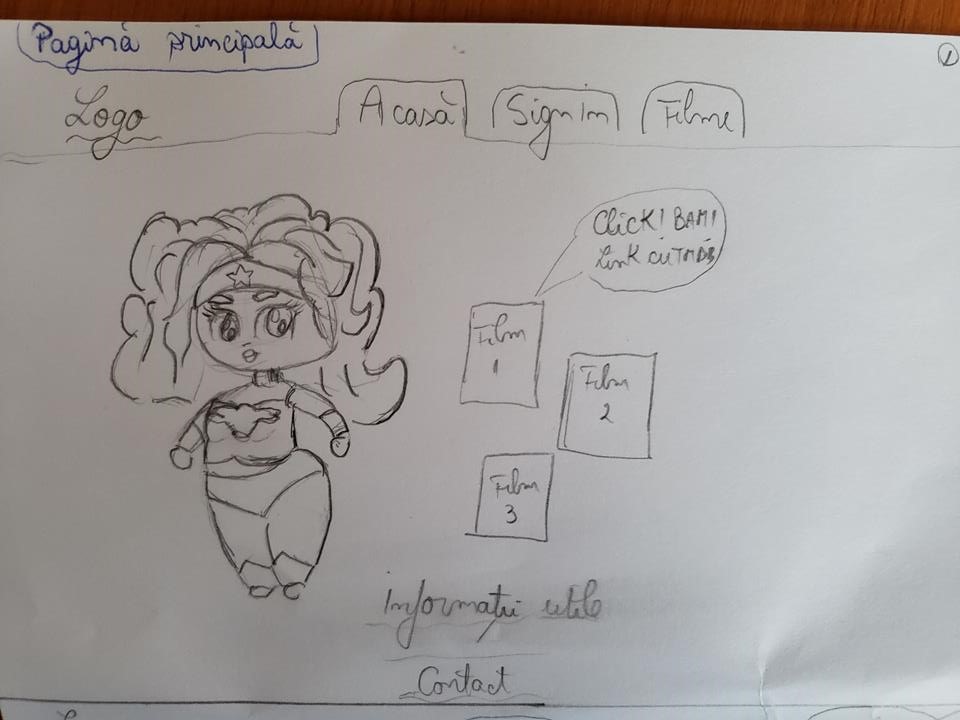 Pagină principală
1
Logo
Acasă
Sign in
Filme
Click! BAM!
Link cu IMDB
Film
1
Film
2
Film
3
Informații utile
Contact